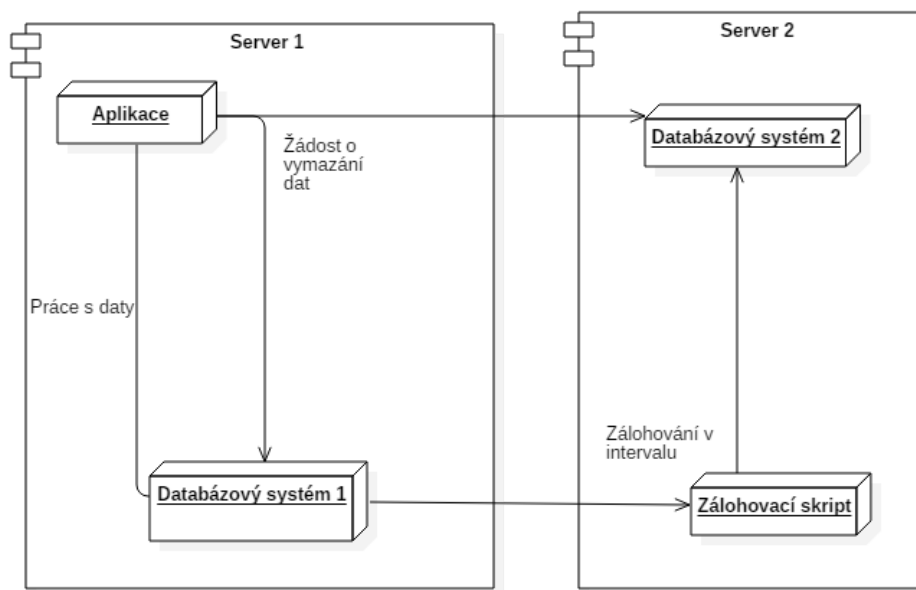 Server 1
Server 2
Aplikace
Databázový systém 2
Žádost o
vymazání
dat
Práce s daty
Zálohování v
intervalu
Databázový systém 1
Zálohovací skript